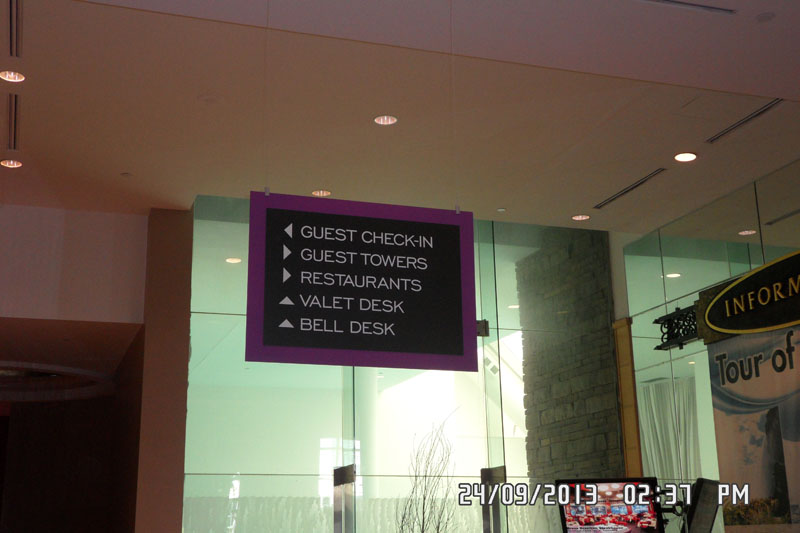 GUEST CHECK-IN
GUEST TOWERS
RESTAURANTS
VALET DESK
BELL DESK
INFORM
Tour of
24/09/2013 02:37 PM